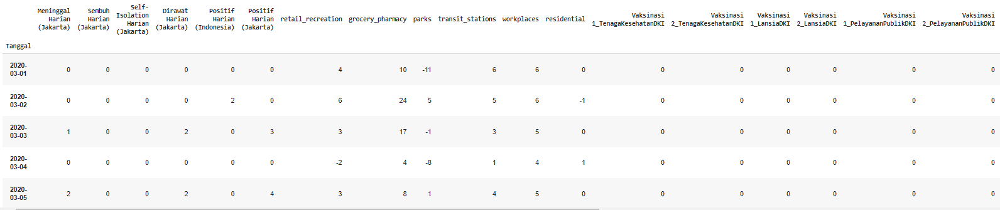 Meninggal Harian (Jakarta) Sembuh Harian (Jakarta) Self-Isolation Harian (Jakarta) Dirawat Harian (Jakarta) Positif Harian (Indonesia) Positif Harian (Jakarta) retail_recreation grocery_pharmacy parks transit_stations workplaces residential Vaksinasi 1_TenagaKesehatanDKI Vaksinasi 2_TenagaKesehatanDKI Vaksinasi 1_LansiaDKI Vaksinasi 2_LansiaDKI Vaksinasi 1_PelayananPublikDKI Vaksinasi 2_PelayananPublikDKI
Tanggal
2020-03-01 0 0 0 0 0 0 4 10 -11 6 6 0 0 0 0 0 0 0
2020-03-02 0 0 0 0 2 0 6 24 5 5 6 -1 0 0 0 0 0 0
2020-03-03 1 0 0 2 0 3 3 17 -1 3 5 0 0 0 0 0 0 0
2020-03-04 0 0 0 0 0 0 -2 4 -8 1 4 1 0 0 0 0 0 0
2020-03-05 2 0 0 2 0 4 3 8 1 4 5 0 0 0 0 0 0 0